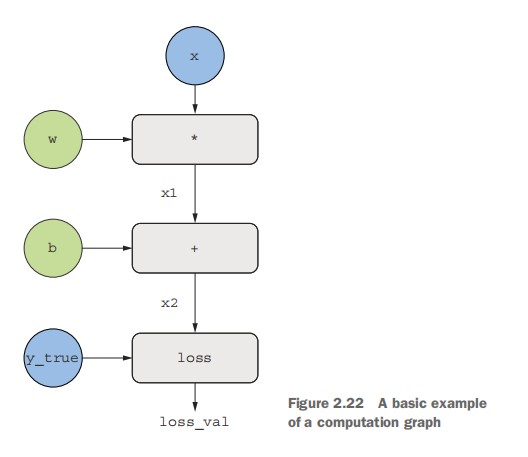 x
w
*
x1
b
+
x2
y_true
loss
loss_val
Figure 2.22 A basic example
of a computation graph